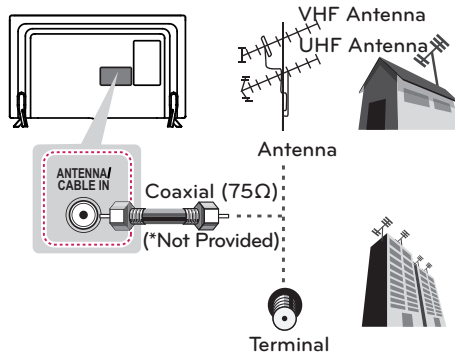 VHF Antenna
UHF Antenna
Antenna
ANTENNA/
CABLE IN
Coaxial (75Ω)
(*Not Provided)
Terminal